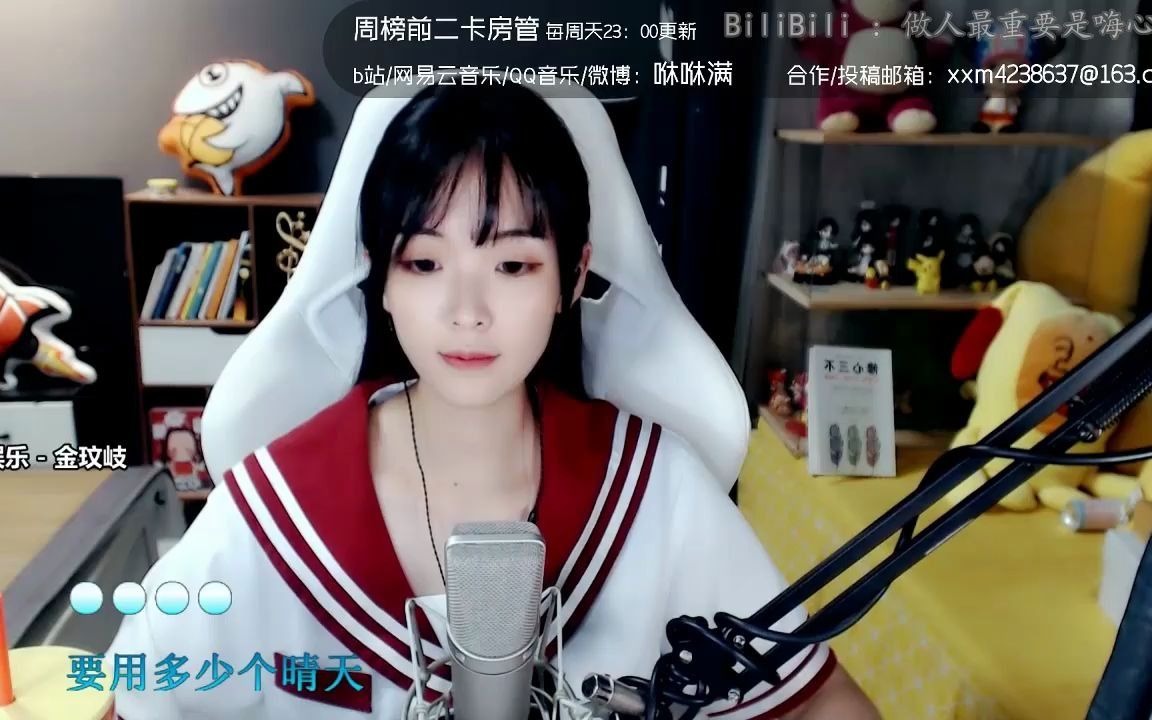 周榜前二卡房管 每周天23：00更新
BiliBili ： 做人最重要是嗨心
b站/网易云音乐/QQ音乐/微博：咻咻满
合作/投稿邮箱：xxm4238637@163.c
不三小勤
乐 - 金玟岐
要用多少个晴天